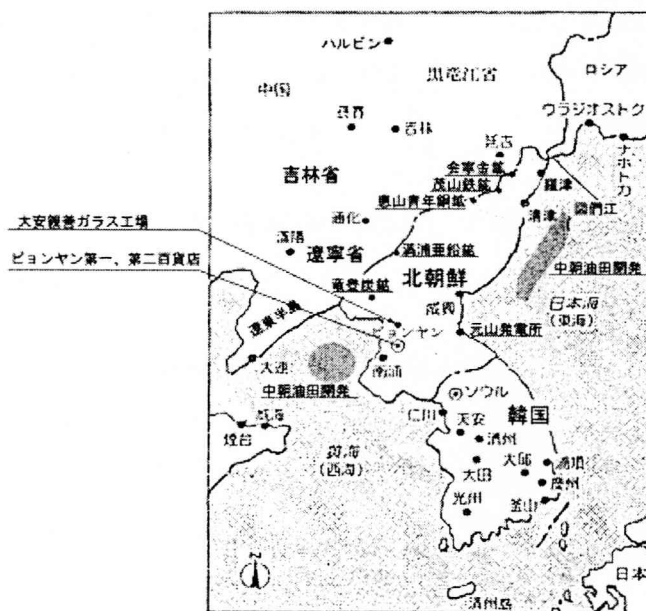 ハルビン
ロシア
黒竜江省
中国
ウラジオストク
長春
吉林
ナホトカ
延吉
会寧金鉱
茂山鉄鉱
吉林省
恵山青年銅鉱
羅津
図們江
清津
大安親善ガラス工場
通化
瀋陽
遼寧省
満浦亜鉛鉱
ピョンヤン第一、第二百貨店
北朝鮮
中朝油田開発
竜登炭鉱
日本海
(東海)
遼東半島
ピョンヤン
元山発電所
大連
南浦
中朝油田開発
ソウル
仁川
韓国
天安
威海
煙台
黄海
(西海)
大田
大邱
慶州
光州
釜山
N
日本
済州島